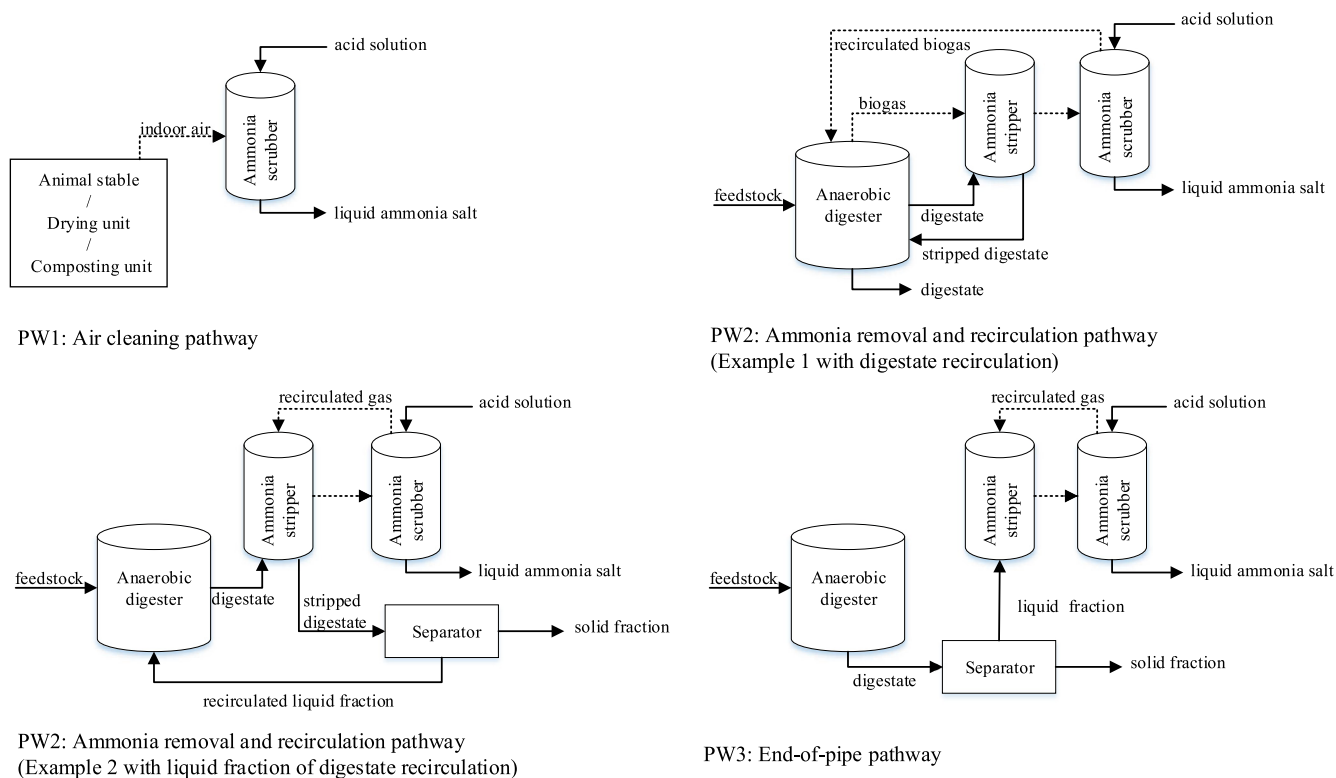 acid solution
indoor air
Ammonia
scrubber
Animal stable
/
Drying unit
/
Composting unit
liquid ammonia salt
PW1: Air cleaning pathway
acid solution
recirculated biogas
biogas
Ammonia
stripper
Ammonia
scrubber
feedstock
Anaerobic
digester
digestate
stripped digestate
digestate
liquid ammonia salt
PW2: Ammonia removal and recirculation pathway
(Example 1 with digestate recirculation)
recirculated gas
acid solution
Ammonia
stripper
Ammonia
scrubber
feedstock
Anaerobic
digester
digestate
stripped
digestate
liquid ammonia salt
Separator
solid fraction
recirculated liquid fraction
PW2: Ammonia removal and recirculation pathway
(Example 2 with liquid fraction of digestate recirculation)
recirculated gas
acid solution
Ammonia
stripper
Ammonia
scrubber
feedstock
Anaerobic
digester
liquid ammonia salt
liquid fraction
digestate
Separator
solid fraction
PW3: End-of-pipe pathway